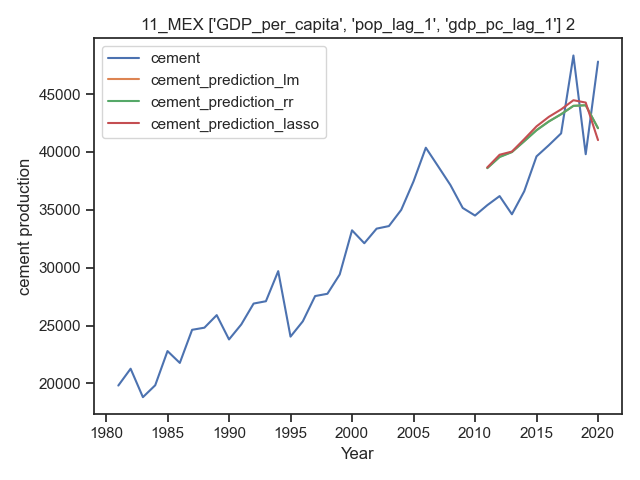 11_MEX ['GDP_per_capita', 'pop_lag_1', 'gdp_pc_lag_1'] 2
cement
cement_prediction_lm
cement_prediction_rr
cement_prediction_lasso
45000
40000
35000
30000
25000
20000
cement production
1980 1985 1990 1995 2000 2005 2010 2015 2020
Year